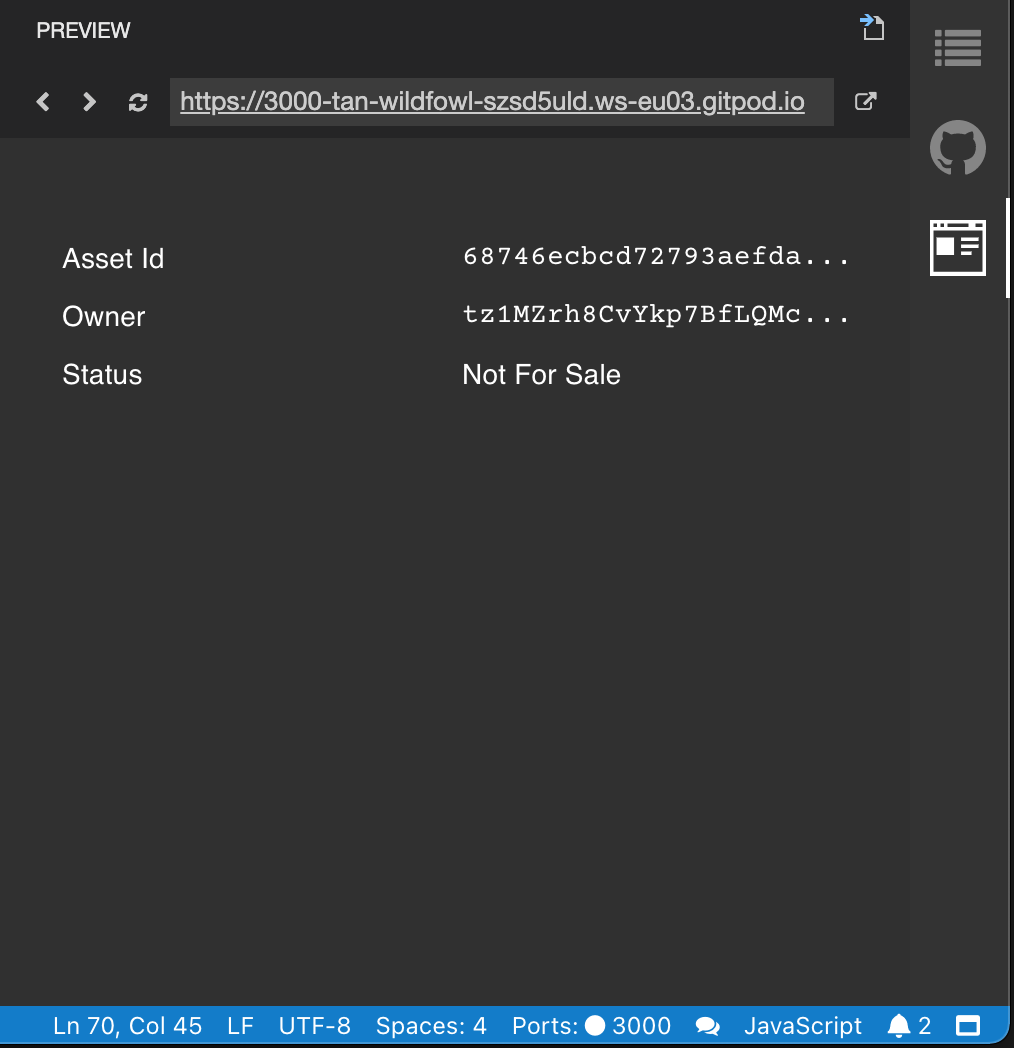 PREVIEW
https://3000-tan-wildfowl-szsd5uld.ws-eu03.gitpod.io
Asset Id 68746ecbcd72793aefda...
Owner tz1MZrh8CvYkp7BfLQMc...
Status Not For Sale
Ln 70, Col 45 LF UTF-8 Spaces: 4 Ports: 3000 JavaScript 2